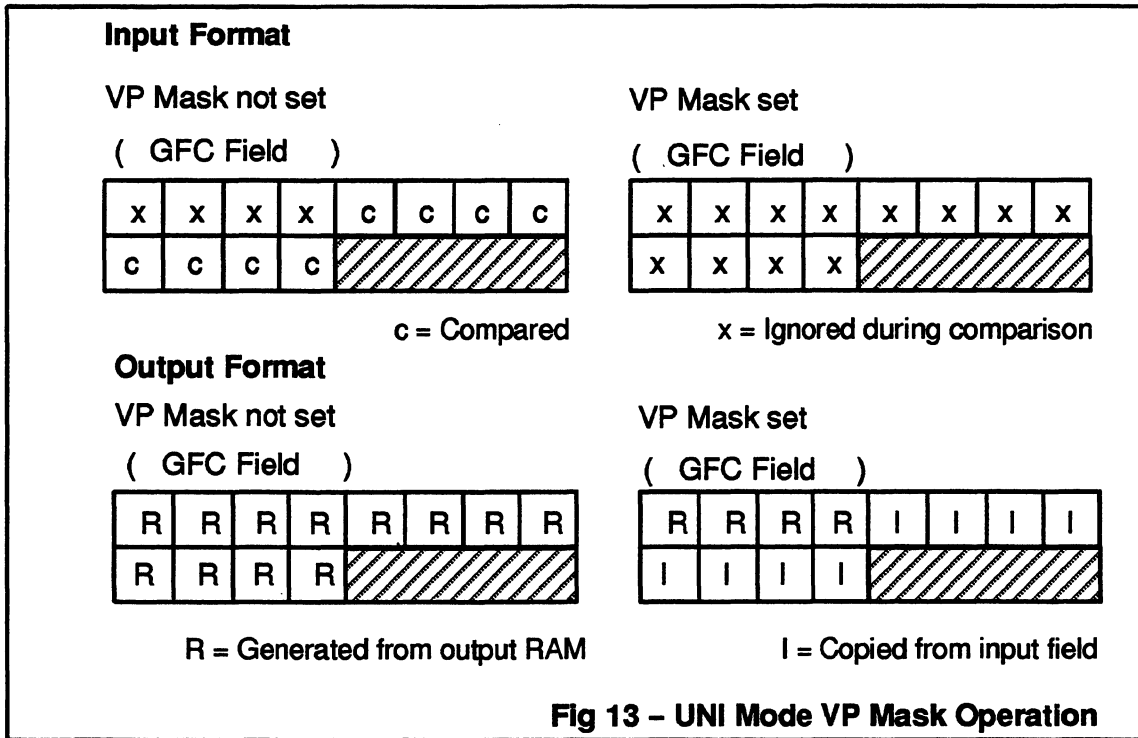 Input Format
VP Mask not set
( GFC Field )
x x x x c c c c
c c c c
c = Compared
VP Mask set
( GFC Field )
x x x x x x x x
x x x x
x = Ignored during comparison
Output Format
VP Mask not set
( GFC Field )
R R R R R R R R
R R R R
R = Generated from output RAM
VP Mask set
( GFC Field )
R R R R I I I I
I I I I
I = Copied from input field
Fig 13 – UNI Mode VP Mask Operation